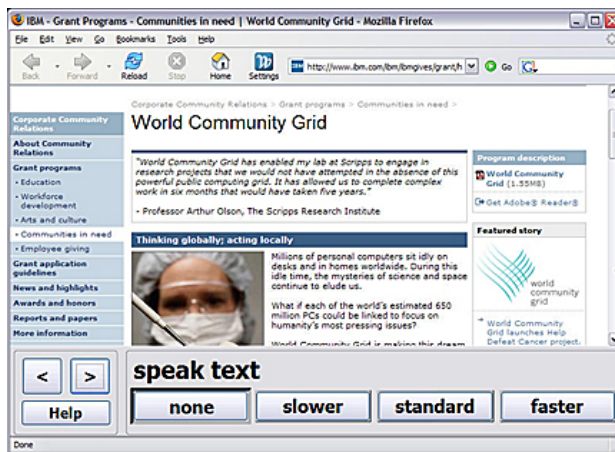 IBM - Grant Programs - Communities in need | World Community Grid - Mozilla Firefox
File Edit View Go Bookmarks Tools Help
Back Forward Reload Stop Home Settings http://www.ibm.com/ibm/ibmgives/grant/h Go
Corporate Community Relations > Grant programs > Communities in need >
World Community Grid
Corporate Community
Relations
About Community
Relations
Grant programs
- Education
- Workforce
development
- Arts and culture
- Communities in need
- Employee giving
Grant application
guidelines
News and highlights
Awards and honors
Reports and papers
More information
"World Community Grid has enabled my lab at Scripps to engage in
research projects that we would not have attempted in the absence of this
powerful public computing grid. It has allowed us to complete complex
work in six months that would have taken five years."
- Professor Arthur Olson, The Scripps Research Institute
Thinking globally; acting locally
Millions of personal computers sit idly on
desks and in homes worldwide. During this
idle time, the mysteries of science and space
continue to elude us.
What if each of the world's estimated 650
million PCs could be linked to focus on
humanity's most pressing issues?
World Community Grid is making this dream
Program description
World Community
Grid (1.55MB)
Get Adobe® Reader®
Featured story
world
community
grid
World Community
Grid launches Help
Defeat Cancer project.
< >
Help
speak text
none slower standard faster
Done